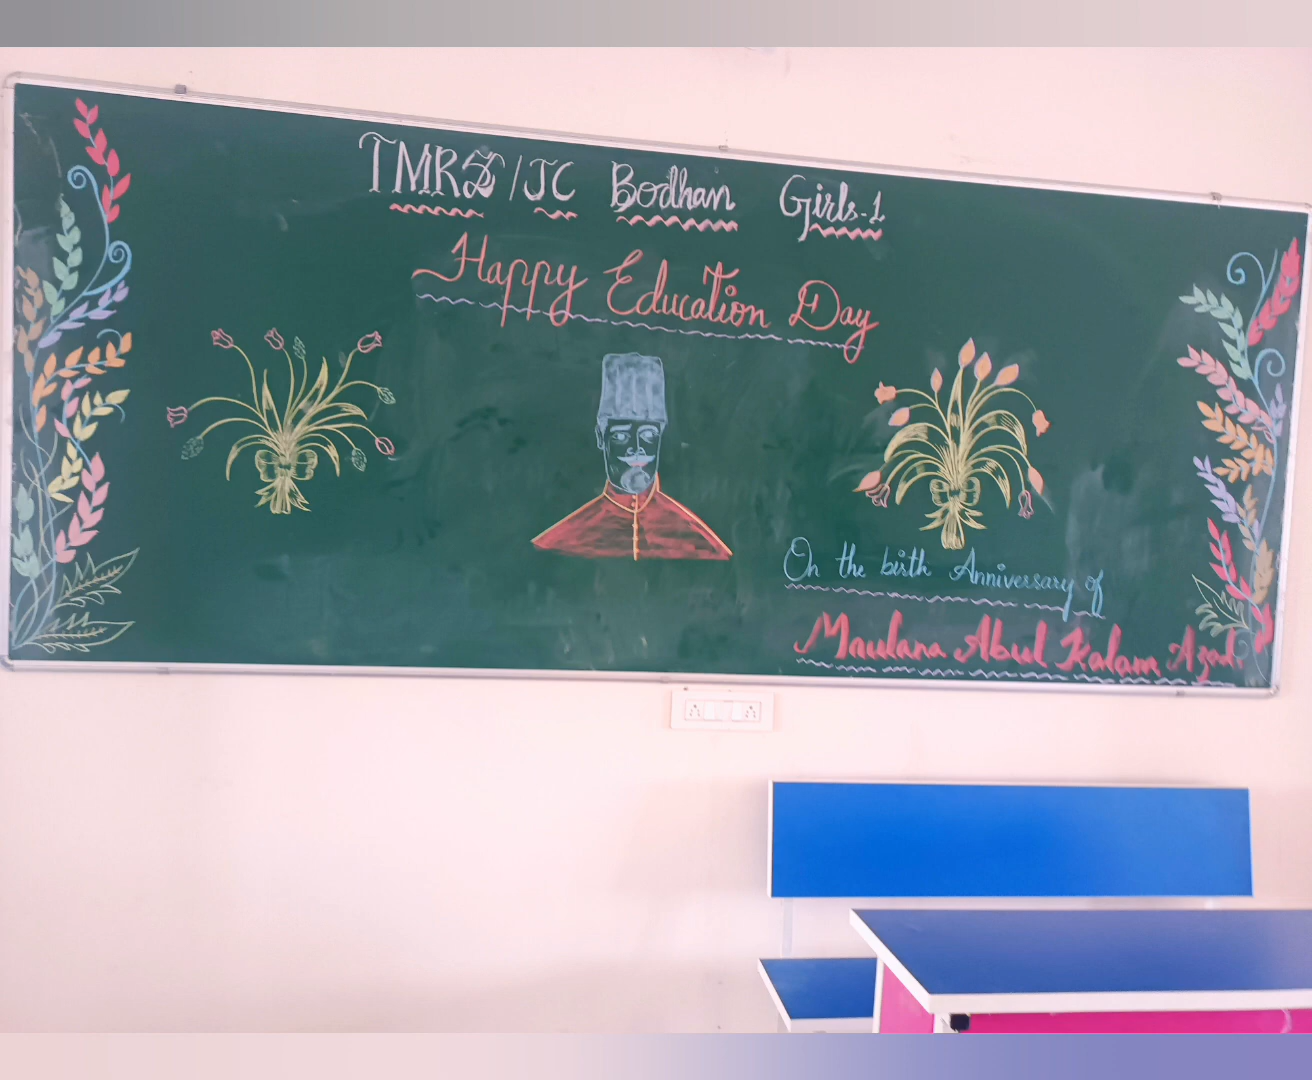 TMRS/JC Bodhan Girls-1
Happy Education Day
On the birth Anniversary of
Maulana Abul Kalam Azad